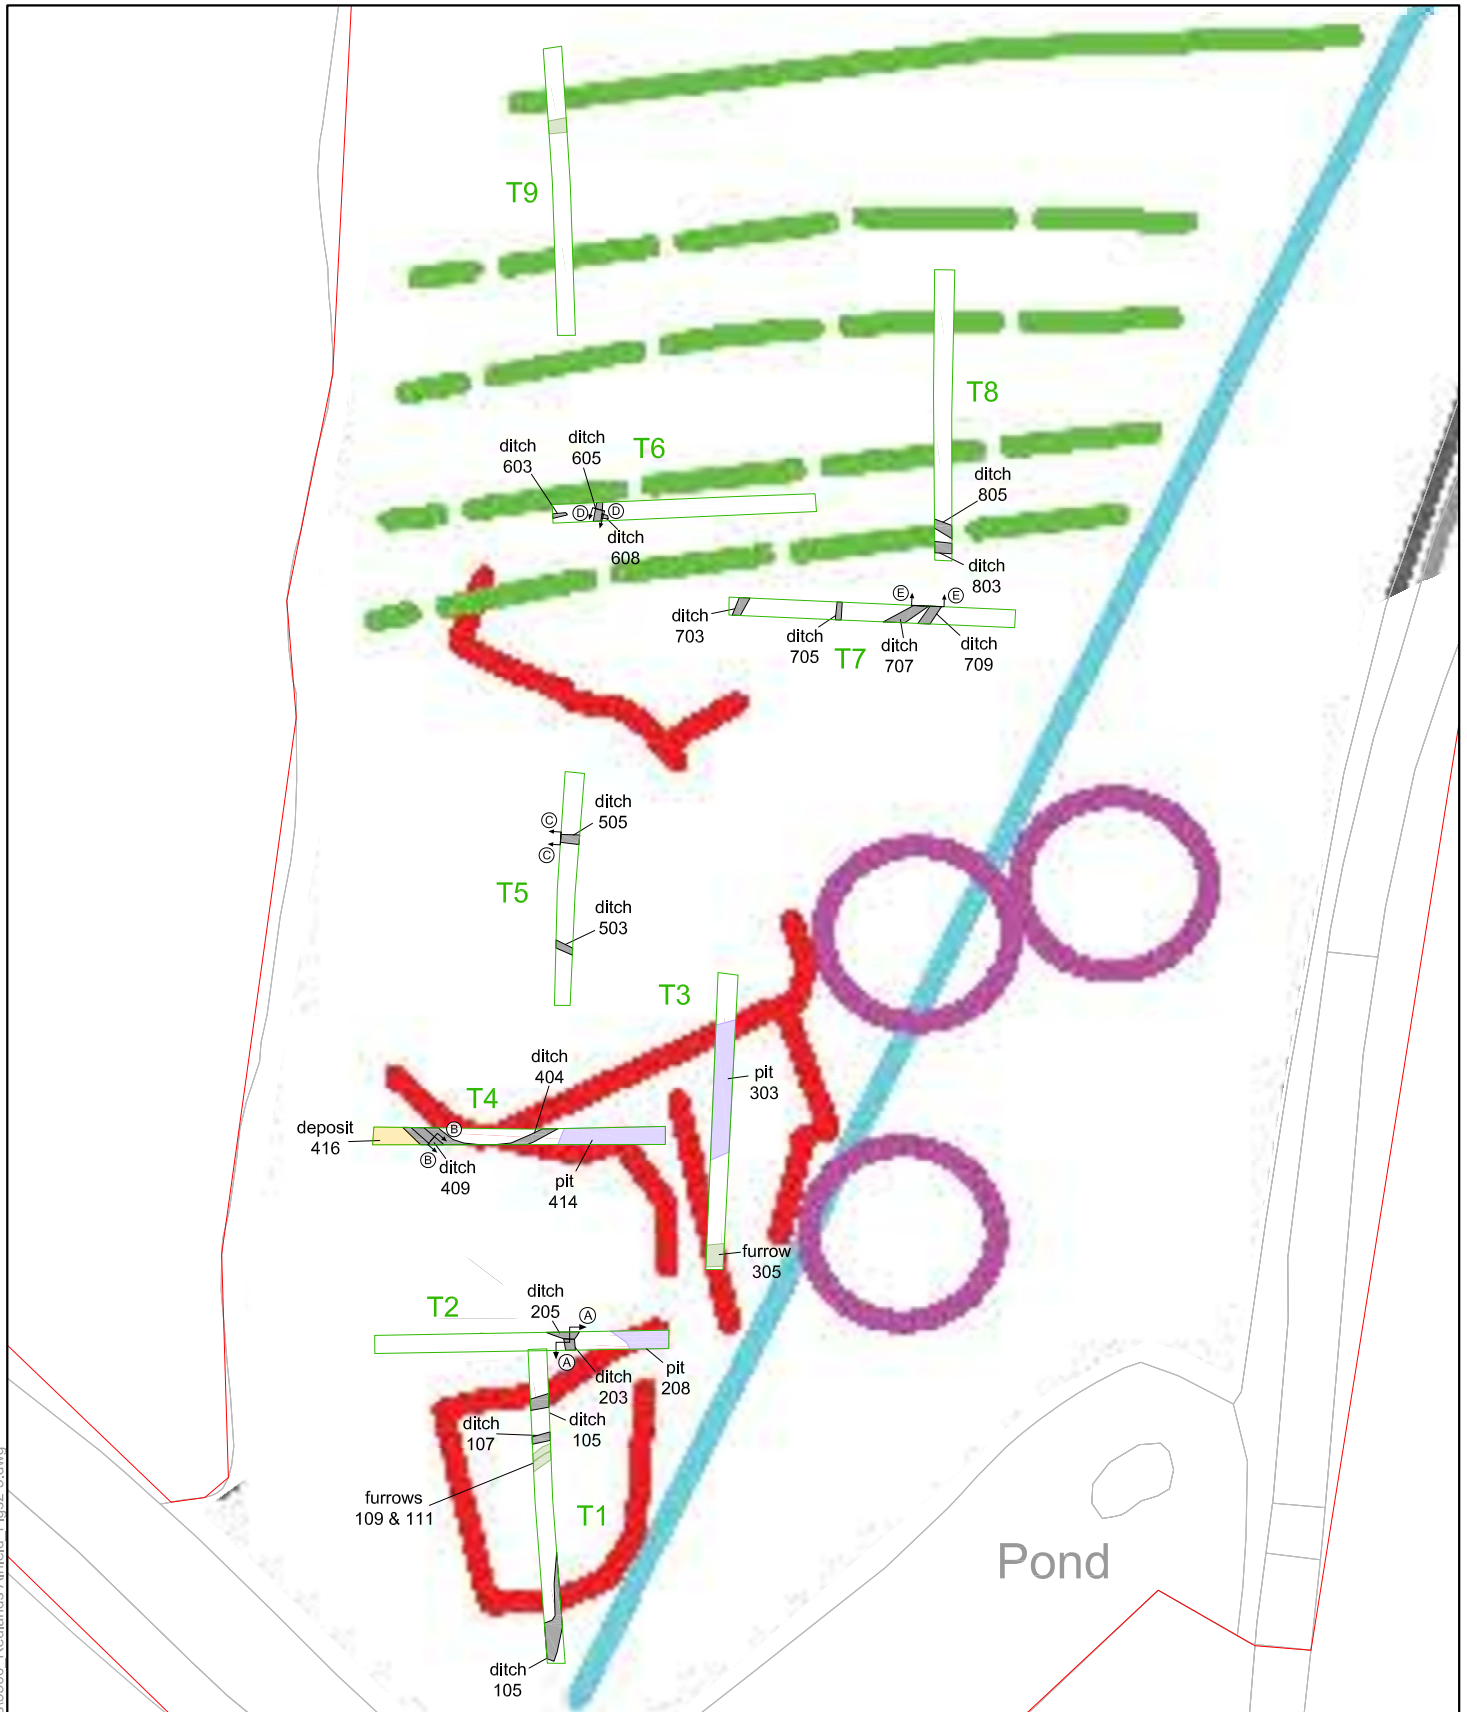 T9
T8
ditch
603
ditch
605
T6
D
D
ditch
608
ditch
805
ditch
803
E
E
ditch
703
ditch
705
T7
ditch
707
ditch
709
ditch
505
C
C
T5
ditch
503
T3
pit
303
ditch
404
T4
deposit
416
B
B
ditch
409
pit
414
furrow
305
T2
ditch
205
A
A
ditch
203
pit
208
ditch
107
ditch
105
furrows
109 & 111
T1
ditch
105
Pond